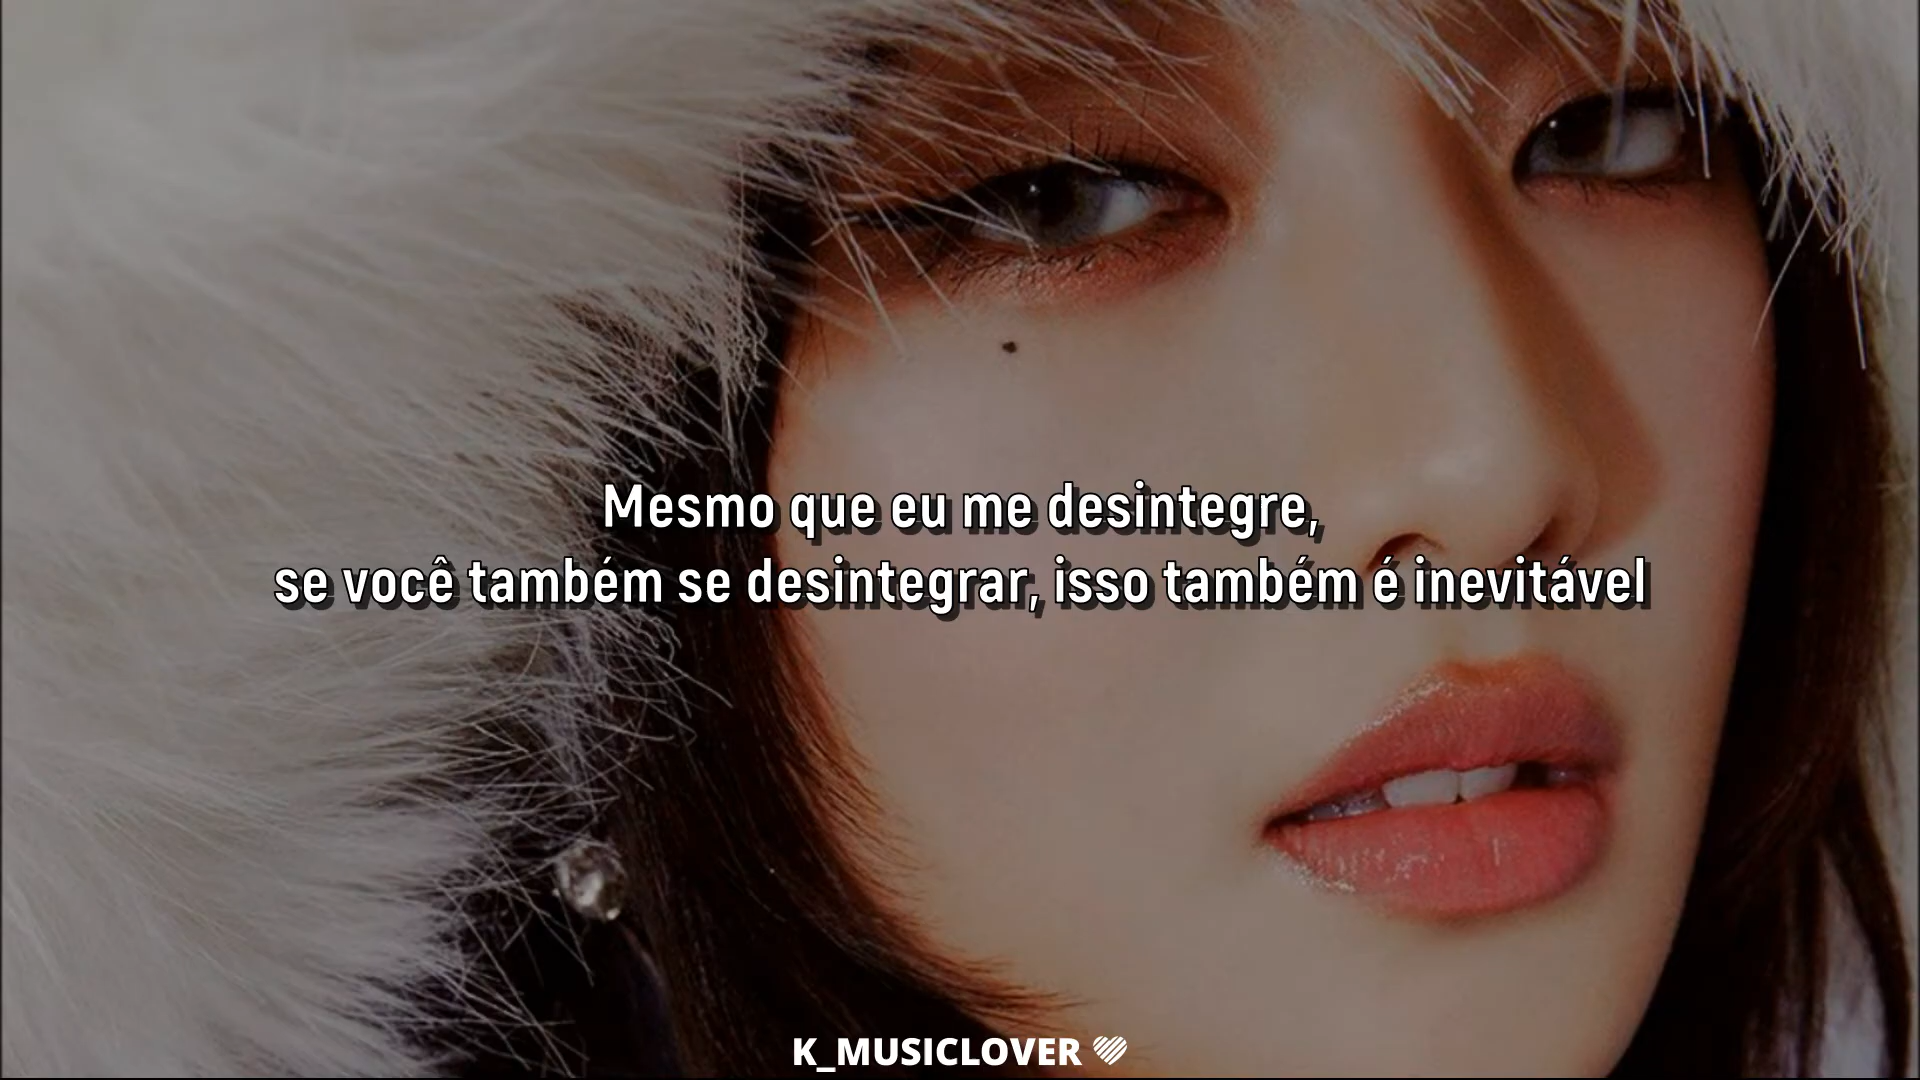 Mesmo que eu me desintegre,
se você também se desintegrar, isso também é inevitável
K_MUSICLOVER